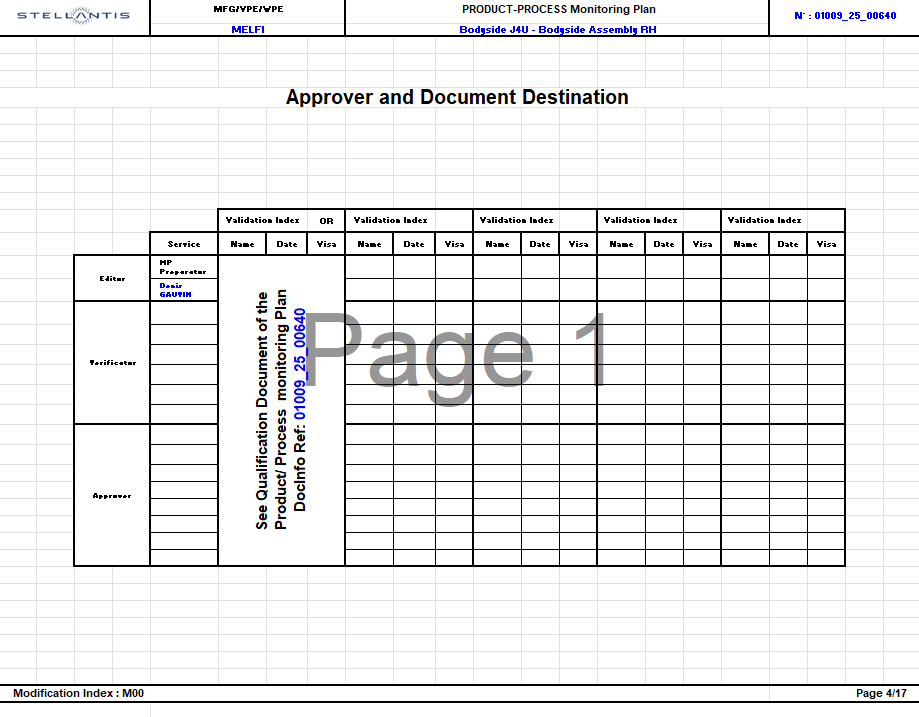 STELLANTIS
MFG/VPE/WPE
MELFI
PRODUCT-PROCESS Monitoring Plan
Bodyside J4U - Bodyside Assembly RH
N° : 01009_25_00640
Approver and Document Destination
Validation Index OR Validation Index Validation Index Validation Index Validation Index
Service Name Date Visa Name Date Visa Name Date Visa Name Date Visa Name Date Visa
Editor
MP
Preparator
GAUVIN
Verificator
Approver
See Qualification Document of the
Product/ Process monitoring Plan
DocInfo Ref: 01009_25_00640
Page 1
Modification Index : M00
Page 4/17